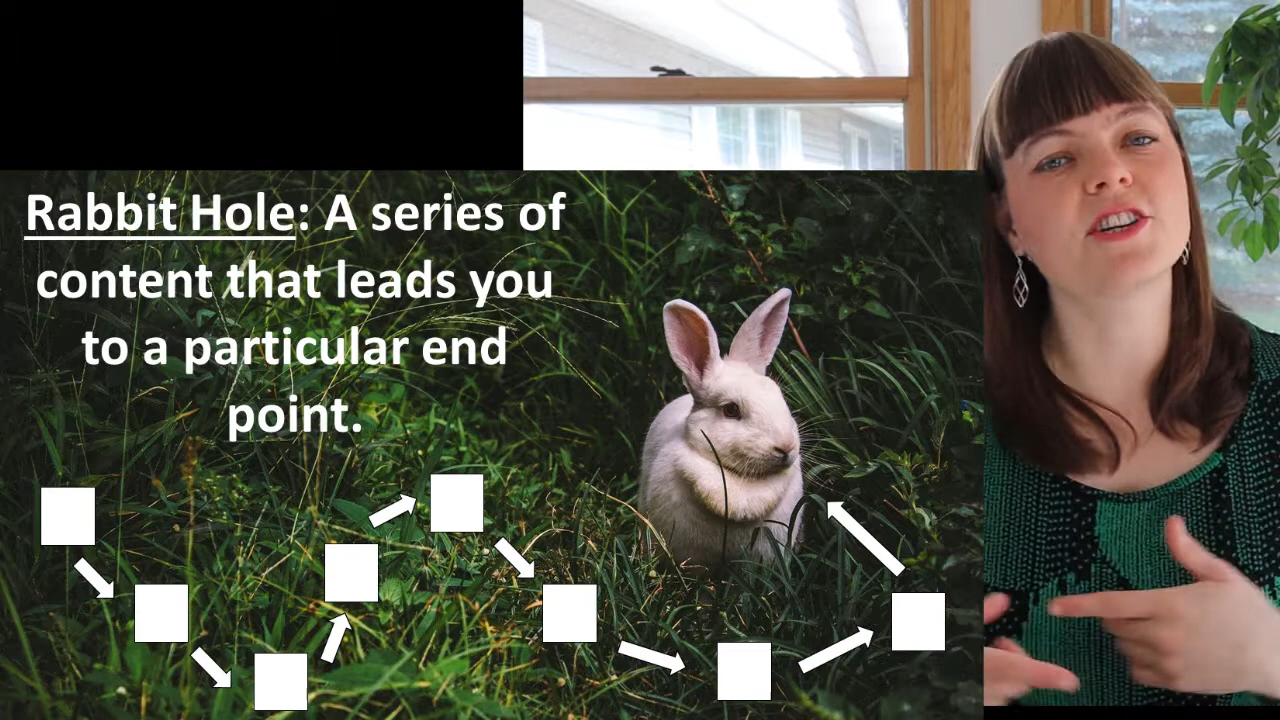 Rabbit Hole: A series of
content that leads you
to a particular end
point.